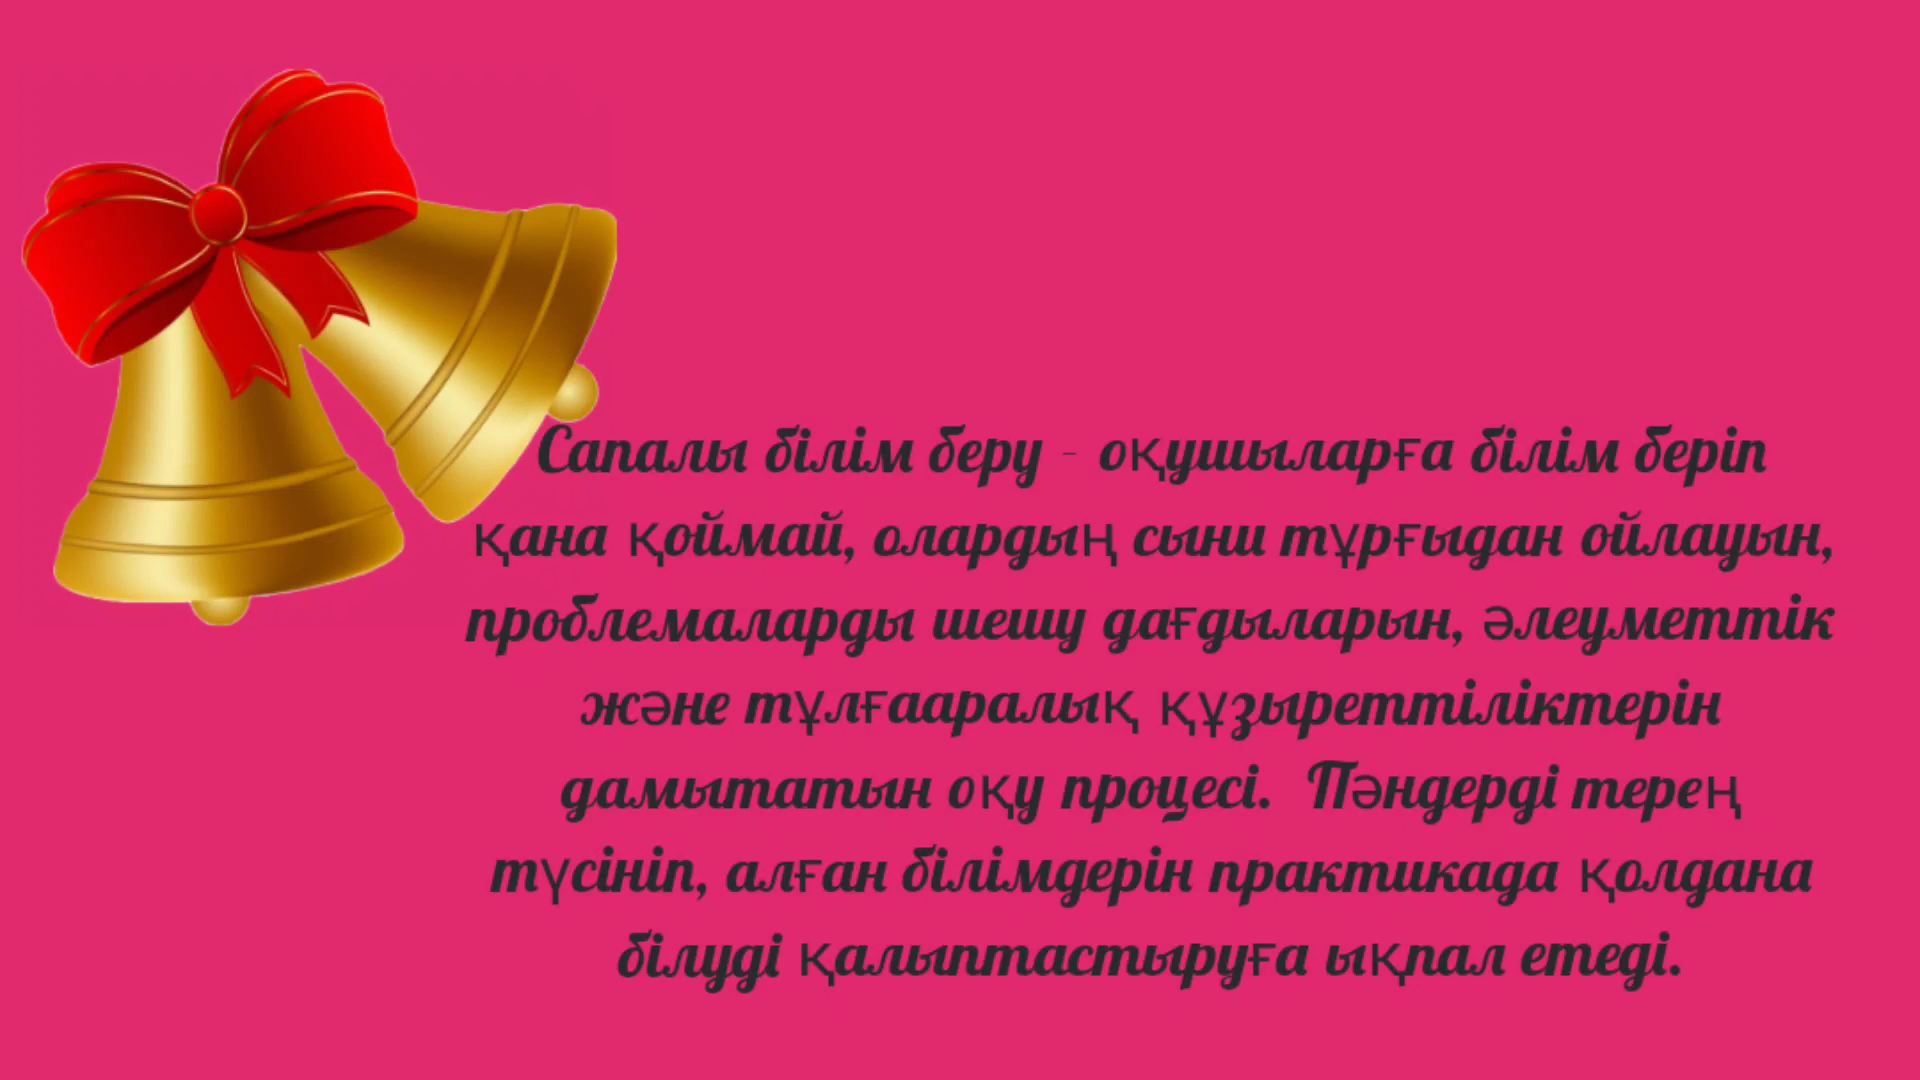 Сапалы білім беру - оқушыларға білім беріп
қана қоймай, олардың сыни тұрғыдан ойлауын,
проблемаларды шешу дағдыларын, әлеуметтік
және тұлғааралық құзыреттіліктерін
дамытатын оқу процесі. Пәндерді терең
түсініп, алған білімдерін практикада қолдана
білуді қалыптастыруға ықпал етеді.